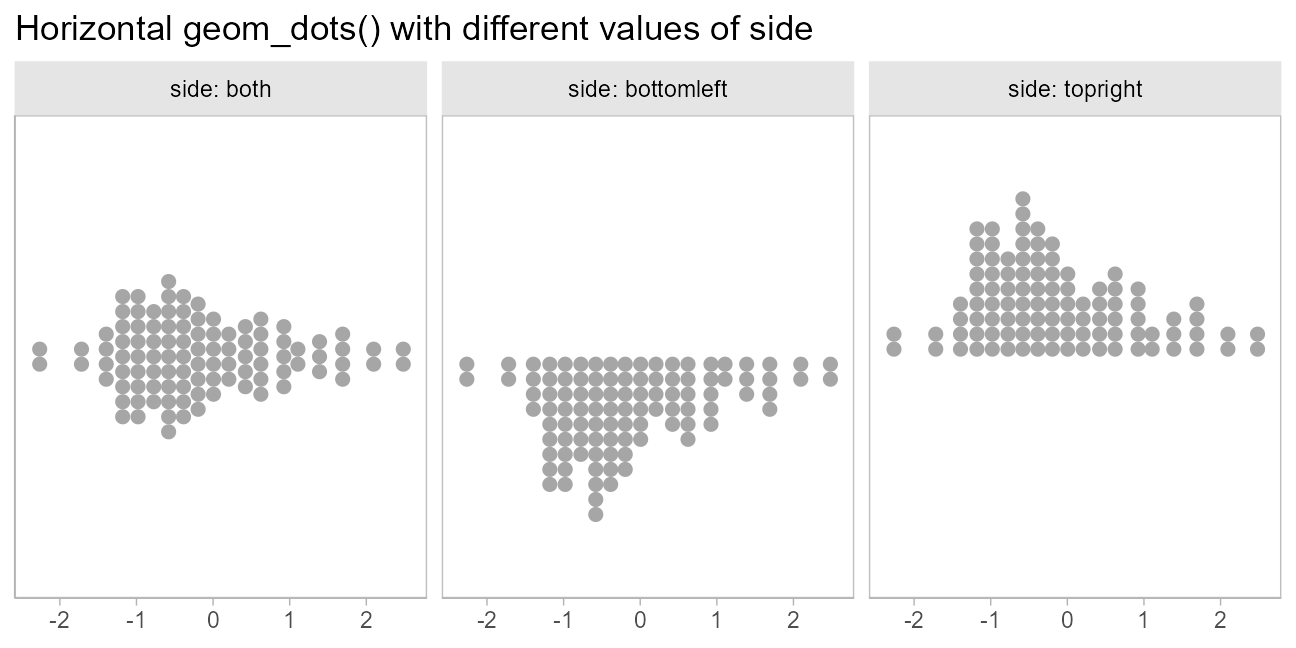 Horizontal geom_dots() with different values of side
side: both side: bottomleft side: topright
-2 -1 0 1 2 -2 -1 0 1 2 -2 -1 0 1 2